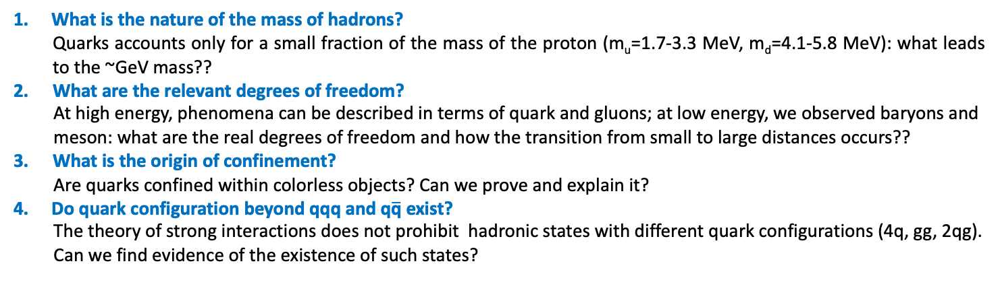 1. What is the nature of the mass of hadrons?
Quarks accounts only for a small fraction of the mass of the proton (mᵤ=1.7-3.3 MeV, m_d=4.1-5.8 MeV): what leads
to the ~GeV mass??
2. What are the relevant degrees of freedom?
At high energy, phenomena can be described in terms of quark and gluons; at low energy, we observed baryons and
meson: what are the real degrees of freedom and how the transition from small to large distances occurs??
3. What is the origin of confinement?
Are quarks confined within colorless objects? Can we prove and explain it?
4. Do quark configuration beyond qqq and qq̄ exist?
The theory of strong interactions does not prohibit hadronic states with different quark configurations (4q, gg, 2qg).
Can we find evidence of the existence of such states?